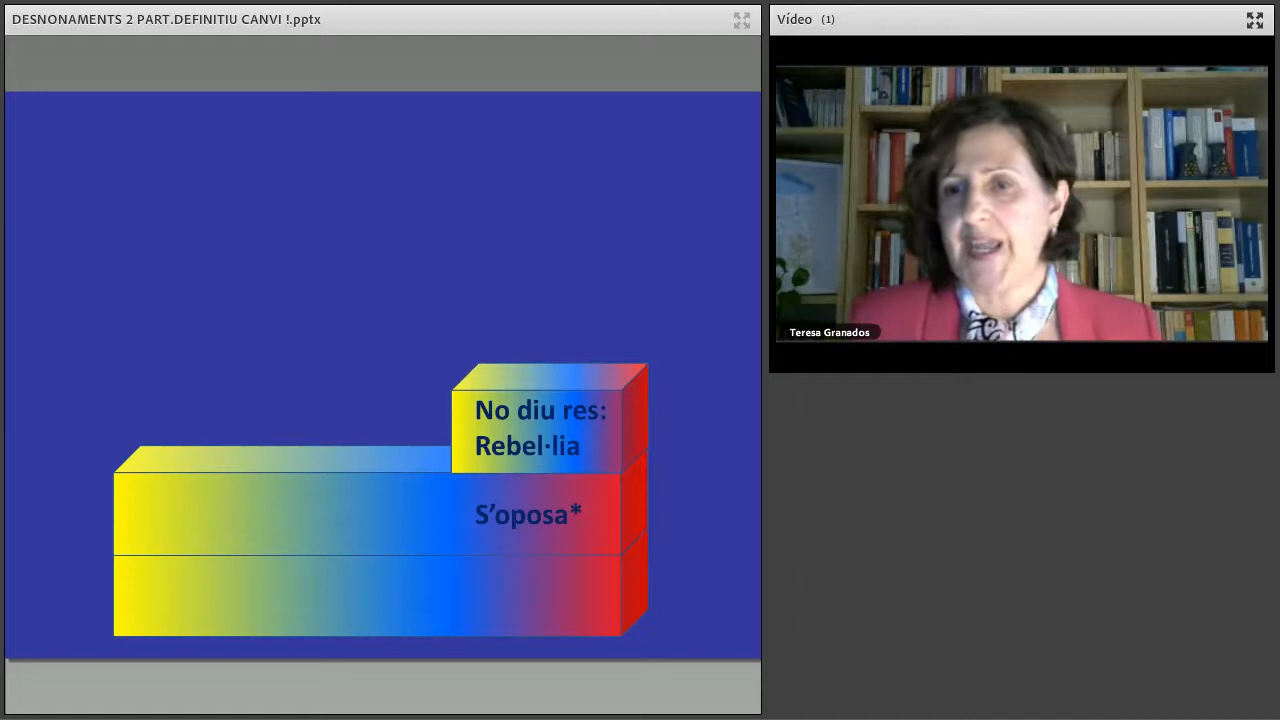 DESNONAMENTS 2 PART.DEFINITIU CANVI !.pptx
Vídeo (1)
Teresa Granados
No diu res:
Rebel·lia
S'oposa*